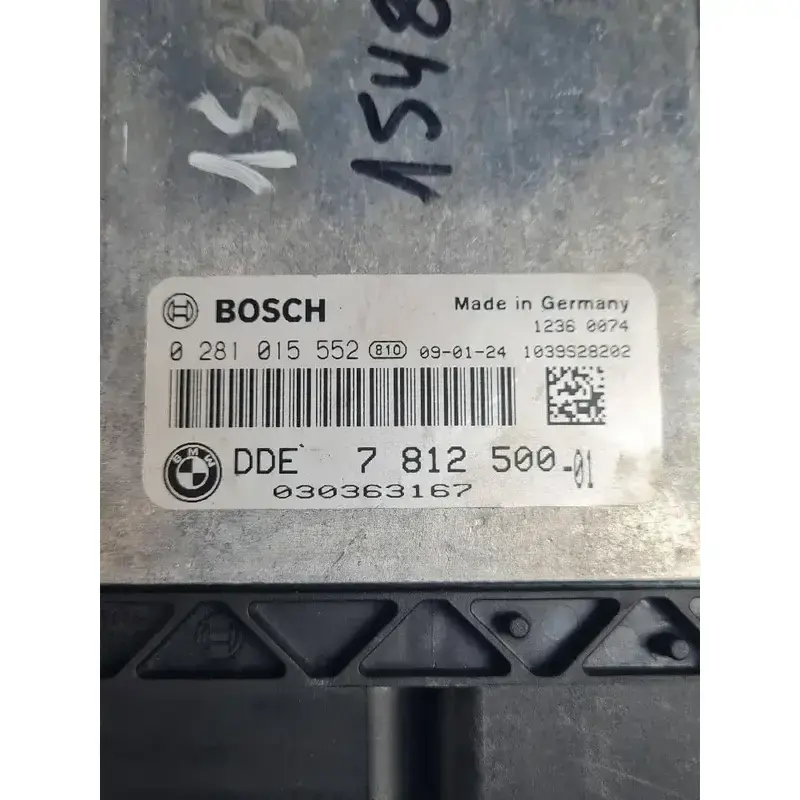 1548
BOSCH
Made in Germany
1236 0074
0 281 015 552 810 09-01-24 1039S28202
BMW
DDE 7 812 500-01
030363167